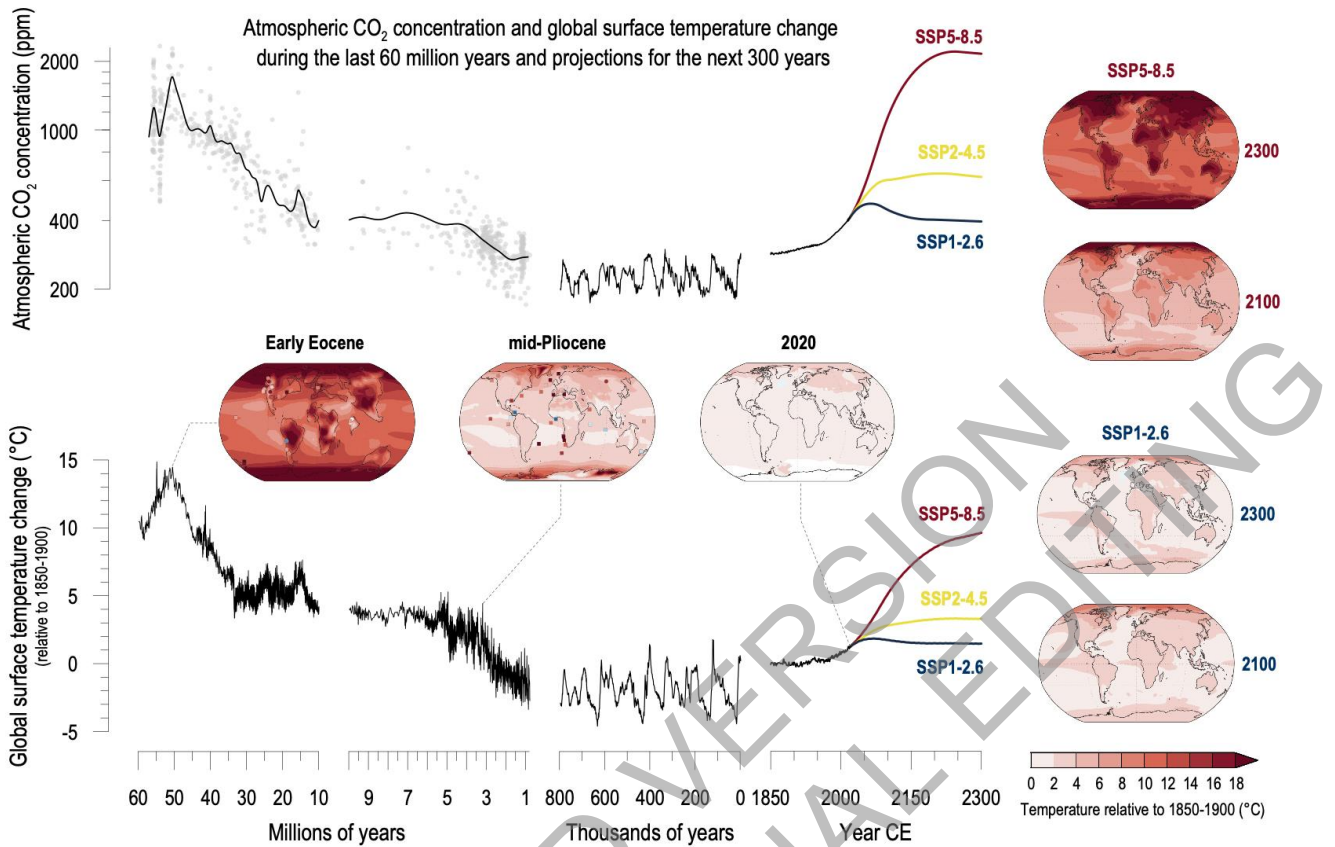 Atmospheric CO₂ concentration and global surface temperature change
during the last 60 million years and projections for the next 300 years
Atmospheric CO₂ concentration (ppm)
2000
1000
400
200
SSP5-8.5
SSP2-4.5
SSP1-2.6
SSP5-8.5
2300
2100
Early Eocene
mid-Pliocene
2020
Global surface temperature change (°C)
(relative to 1850-1900)
15
10
5
0
-5
SSP5-8.5
SSP2-4.5
SSP1-2.6
SSP1-2.6
2300
2100
60 50 40 30 20 10
9 7 5 3 1
800 600 400 200 0
1850 2000 2150 2300
Millions of years
Thousands of years
Year CE
0 2 4 6 8 10 12 14 16 18
Temperature relative to 1850-1900 (°C)
VERSION
EDITING